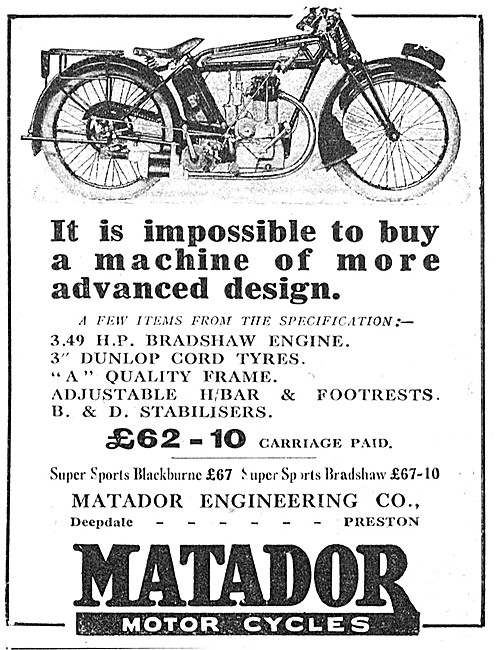 It is impossible to buy
a machine of more
advanced design.
A FEW ITEMS FROM THE SPECIFICATION:—
3.49 H.P. BRADSHAW ENGINE.
3" DUNLOP CORD TYRES.
"A" QUALITY FRAME.
ADJUSTABLE H/BAR & FOOTRESTS.
B. & D. STABILISERS.
£62-10 CARRIAGE PAID.
Super Sports Blackburne £67 Super Sports Bradshaw £67-10
MATADOR ENGINEERING CO.,
Deepdale - - - - - - PRESTON
MATADOR
MOTOR CYCLES